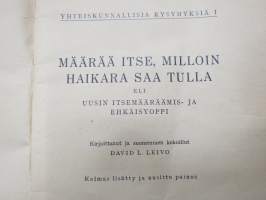 YHTEISKUNNALLISIA KYSYMYKSIÄ I
MÄÄRÄÄ ITSE, MILLOIN
HAIKARA SAA TULLA
ELI
UUSIN ITSEMÄÄRÄÄMIS- JA
EHKÄISYOPPI
Kirjoittanut ja suomentaen kokoillut
DAVID L. LEIVO
Kolmas lisätty ja uusittu painos